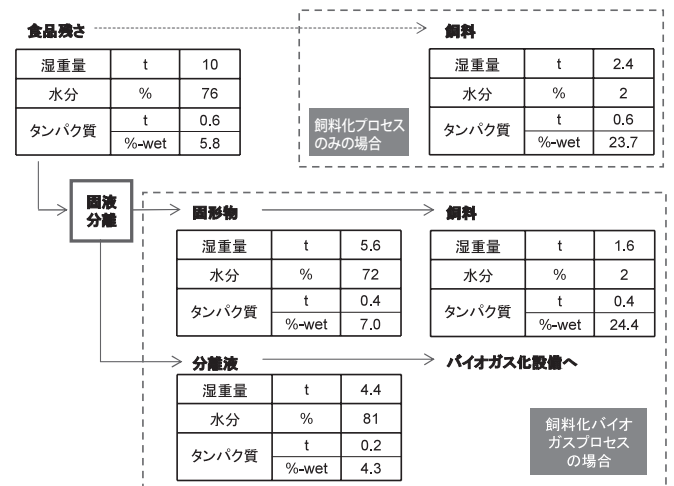 食品残さ
湿重量 t 10
水分 % 76
タンパク質 t 0.6
%-wet 5.8
飼料
湿重量 t 2.4
水分 % 2
タンパク質 t 0.6
%-wet 23.7
飼料化プロセス
のみの場合
固液
分離
固形物
湿重量 t 5.6
水分 % 72
タンパク質 t 0.4
%-wet 7.0
飼料
湿重量 t 1.6
水分 % 2
タンパク質 t 0.4
%-wet 24.4
分離液
湿重量 t 4.4
水分 % 81
タンパク質 t 0.2
%-wet 4.3
バイオガス化設備へ
飼料化バイオ
ガスプロセス
の場合